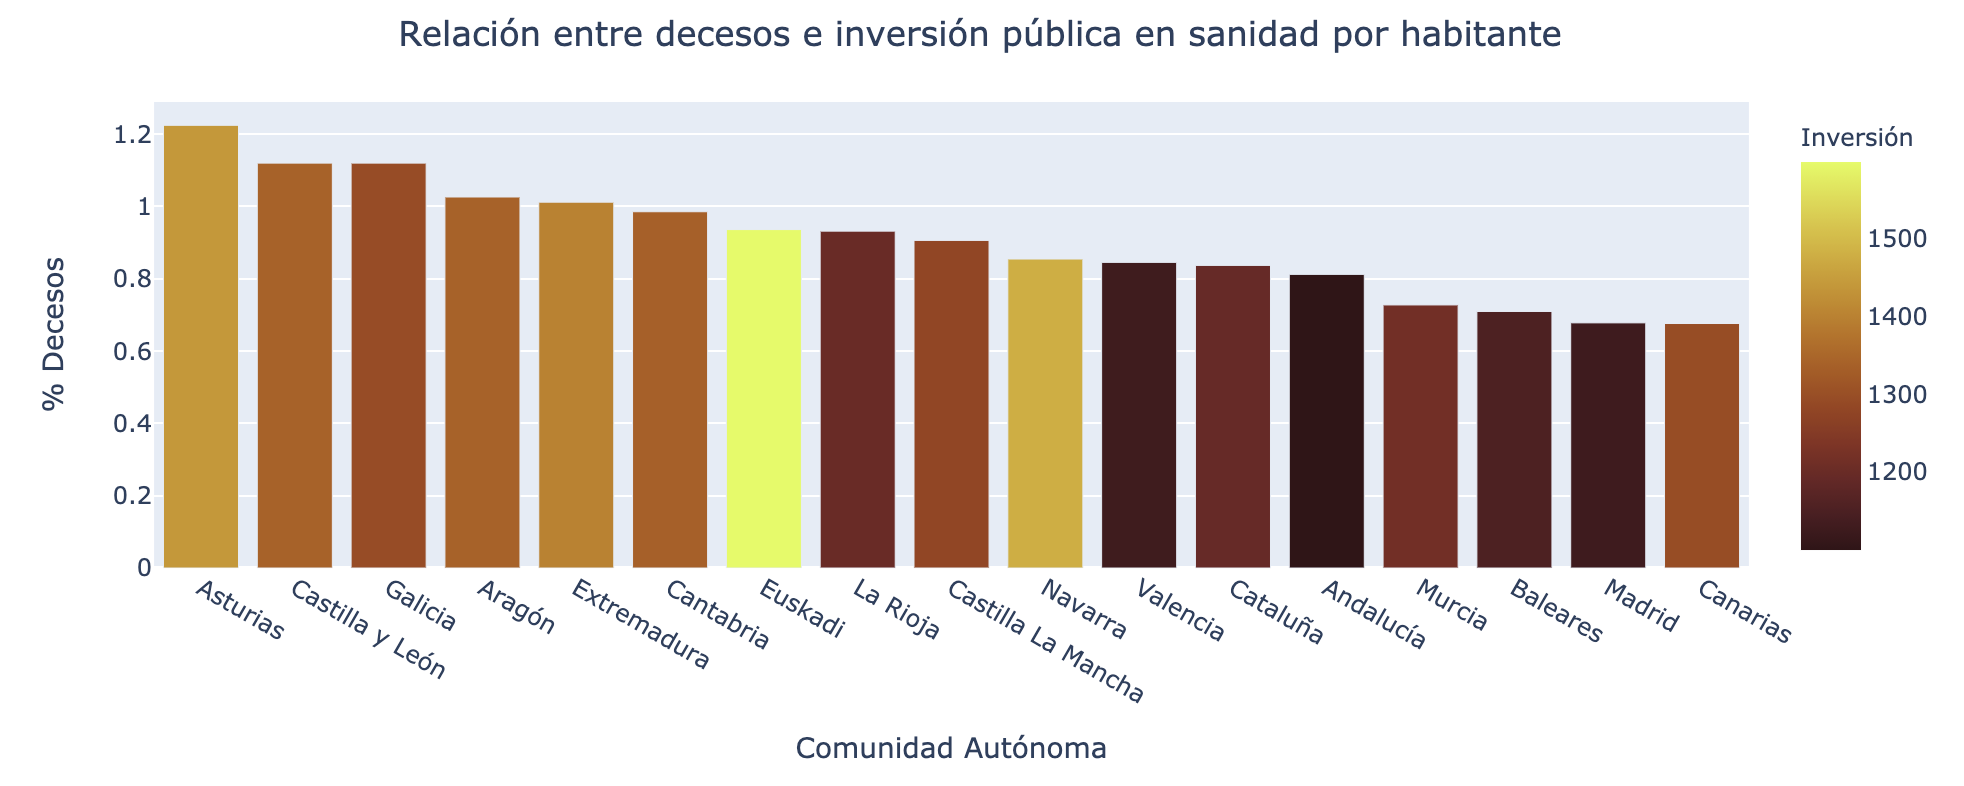 Relación entre decesos e inversión pública en sanidad por habitante
% Decesos
1.2
1
0.8
0.6
0.4
0.2
0
Asturias
Castilla y León
Galicia
Aragón
Extremadura
Cantabria
Euskadi
La Rioja
Castilla La Mancha
Navarra
Valencia
Cataluña
Andalucía
Murcia
Baleares
Madrid
Canarias
Comunidad Autónoma
Inversión
1500
1400
1300
1200